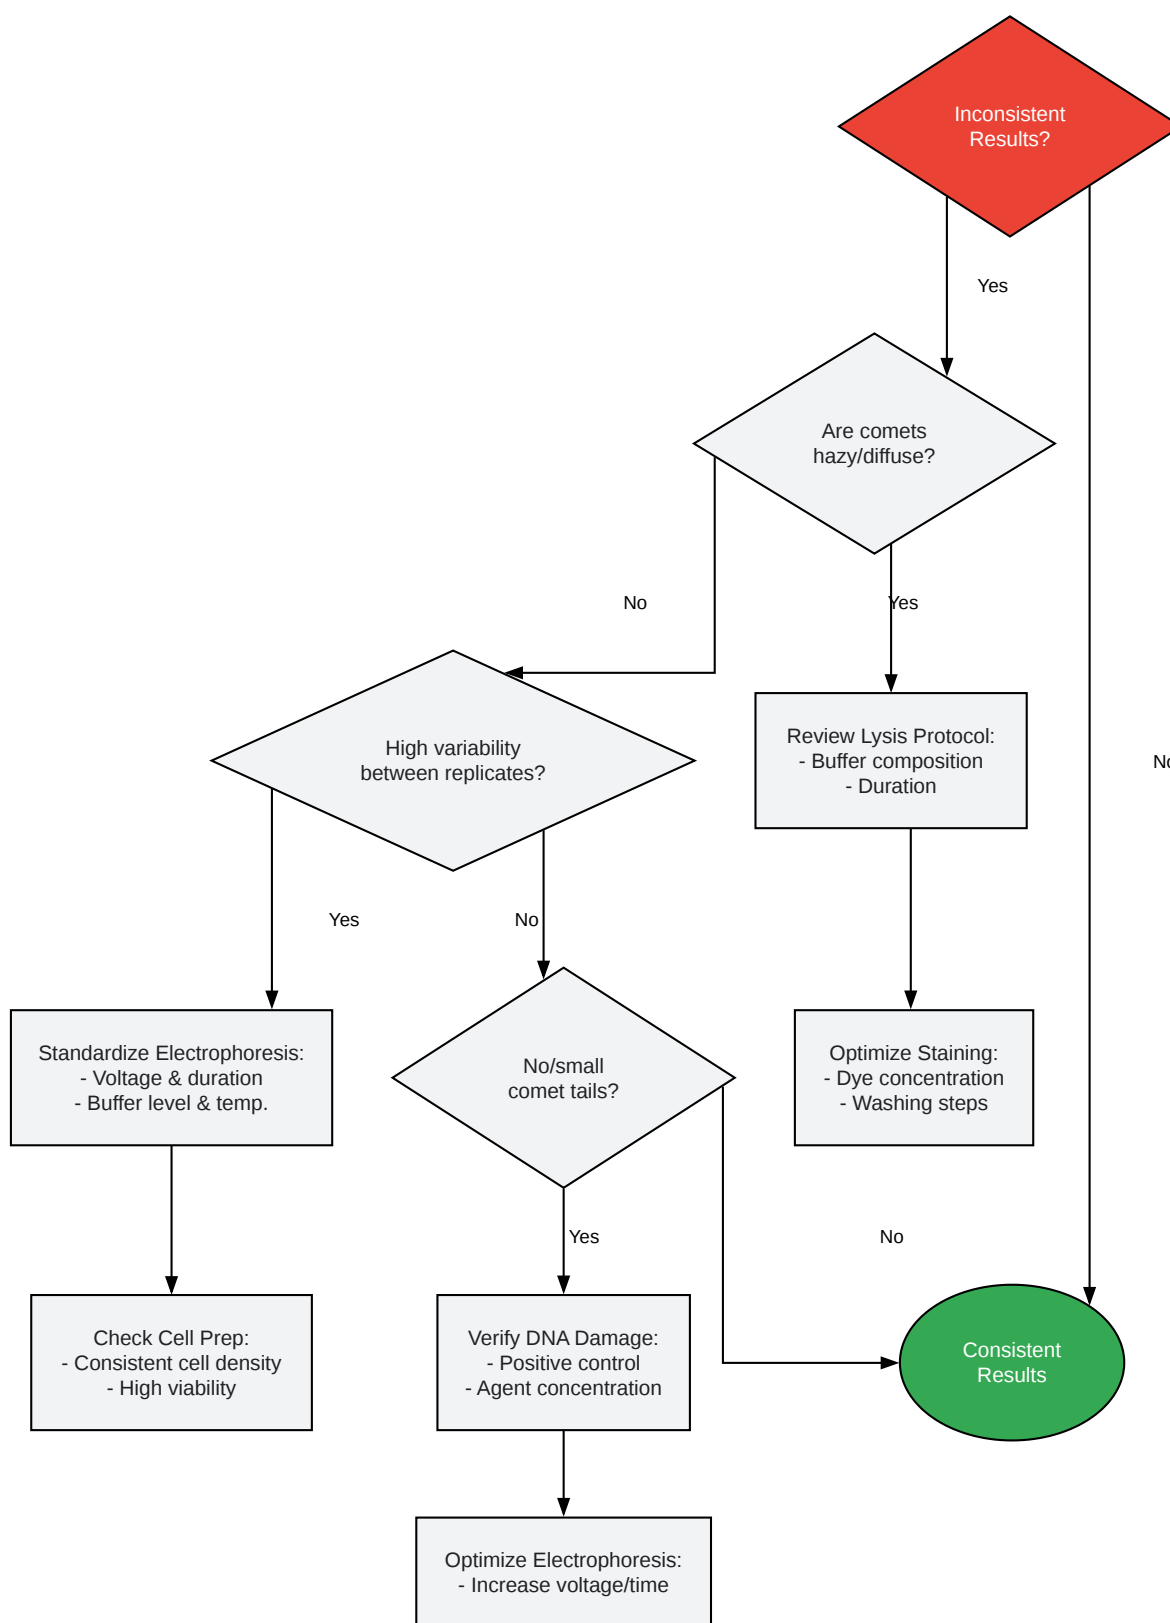 Inconsistent
Results?
Yes
Are comets
hazy/diffuse?
No
Yes
High variability
between replicates?
Review Lysis Protocol:
- Buffer composition
- Duration
No
Yes
No
Standardize Electrophoresis:
- Voltage & duration
- Buffer level & temp.
No/small
comet tails?
Optimize Staining:
- Dye concentration
- Washing steps
Yes
No
Check Cell Prep:
- Consistent cell density
- High viability
Verify DNA Damage:
- Positive control
- Agent concentration
Consistent
Results
Optimize Electrophoresis:
- Increase voltage/time